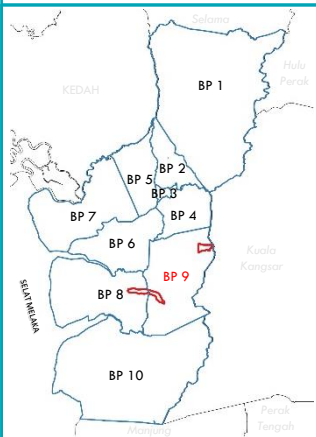 Selama
Hulu
Perak
KEDAH
BP 1
BP 2
BP 5
BP 3
BP 4
BP 7
BP 6
Kuala
Kangsar
BP 9
BP 8
SELAT MELAKA
BP 10
Perak
Tengah
Manjung